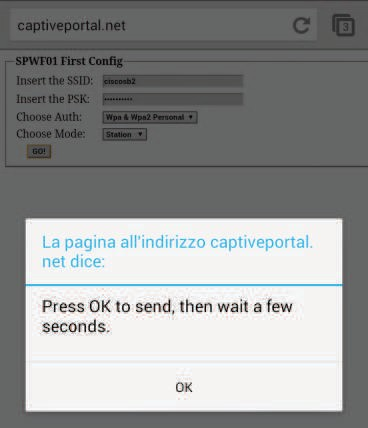 captiveportal.net
3
SPWF01 First Config
Insert the SSID: ciscosb2
Insert the PSK: ••••••••••
Choose Auth: Wpa & Wpa2 Personal ▼
Choose Mode: Station ▼
GO!
La pagina all'indirizzo captiveportal.
net dice:
Press OK to send, then wait a few
seconds.
OK